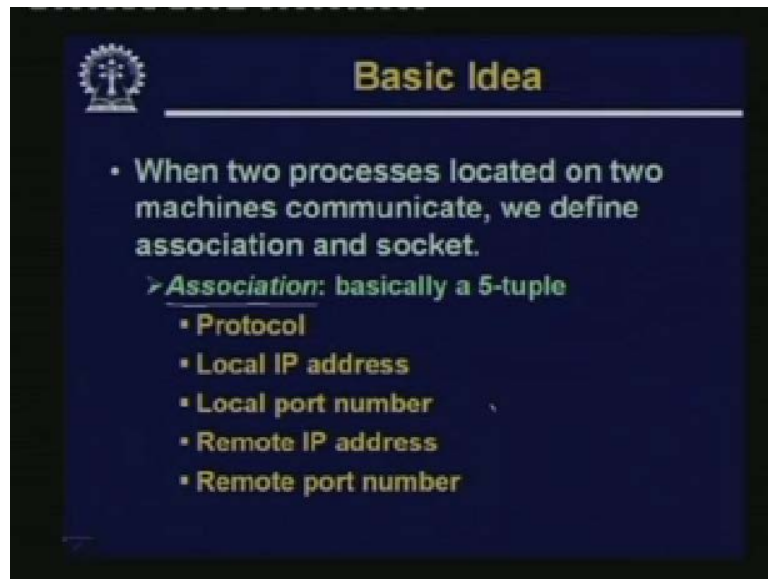 Basic Idea
• When two processes located on two
machines communicate, we define
association and socket.
➢Association: basically a 5-tuple
▪ Protocol
▪ Local IP address
▪ Local port number
▪ Remote IP address
▪ Remote port number